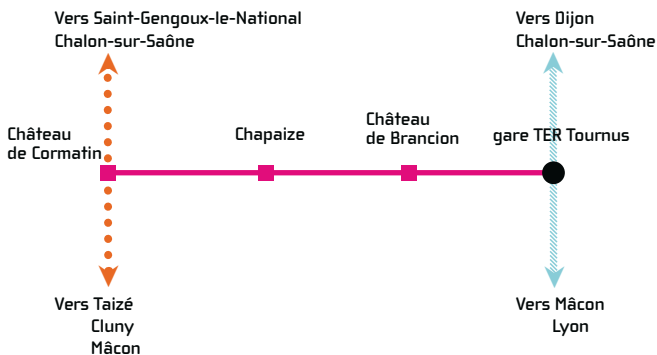 Vers Saint-Gengoux-le-National
Chalon-sur-Saône
Vers Dijon
Chalon-sur-Saône
Château
de Cormatin
Chapaize
Château
de Brancion
gare TER Tournus
Vers Taizé
Cluny
Mâcon
Vers Mâcon
Lyon